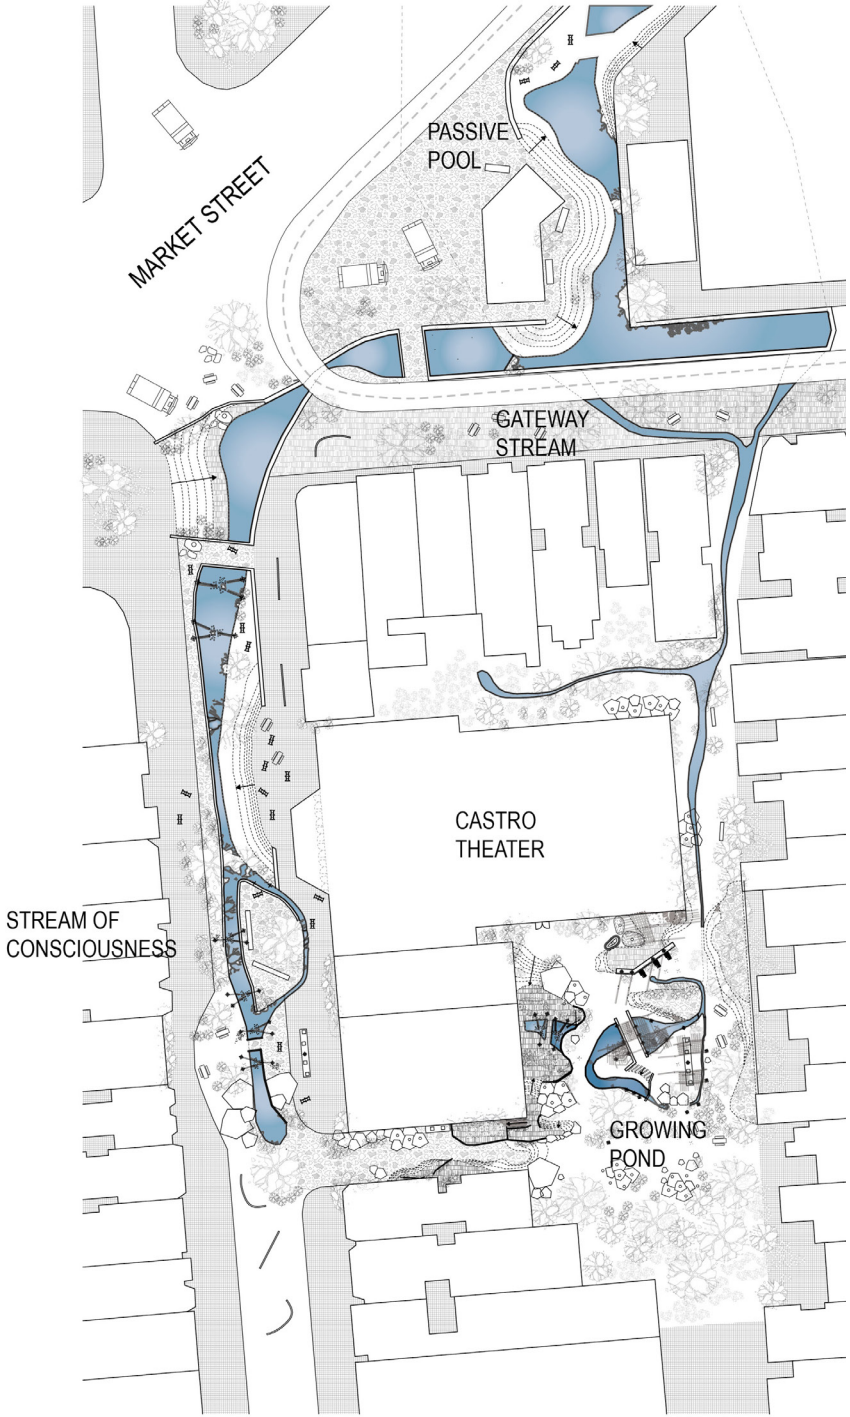 PASSIVE
POOL
MARKET STREET
GATEWAY
STREAM
CASTRO
THEATER
STREAM OF
CONSCIOUSNESS
GROWING
POND